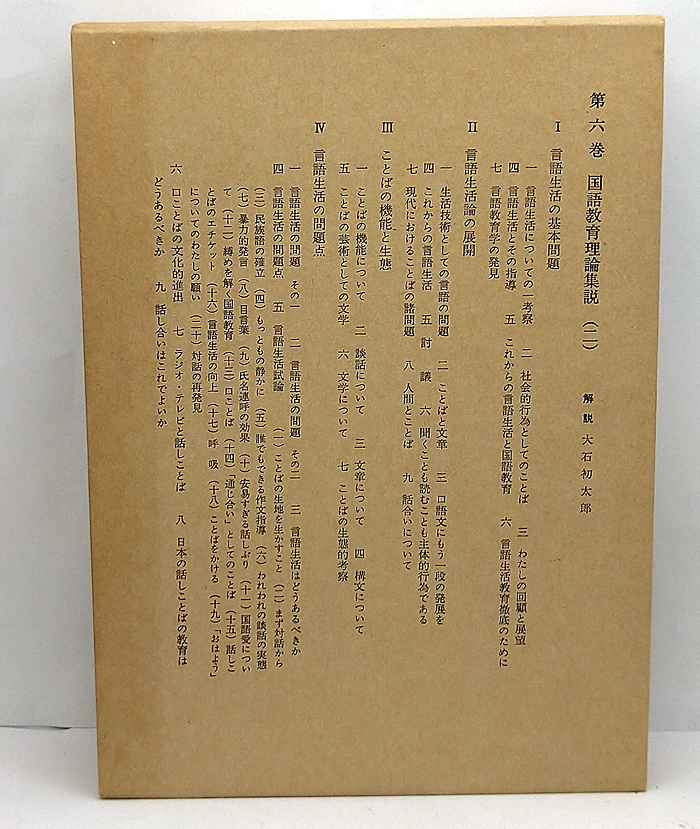 第六巻 国語教育理論集説(二) 解説 大石初太郎
Ⅰ 言語生活の基本問題
一 言語生活についての一考察 二 社会的行為としてのことば 三 わたしの回顧と展望
四 言語生活とその指導 五 これからの言語生活と国語教育 六 言語生活教育徹底のために
七 言語教育学の発見
Ⅱ 言語生活論の展開
一 生活技術としての言語の問題 二 ことばと文章 三 口語文にもう一段の発展を
四 これからの言語生活 五 討議 六 聞くことも読むことも主体的行為である
七 現代におけることばの諸問題 八 人間とことば 九 話合いについて
Ⅲ ことばの機能と生態
一 ことばの機能について 二 談話について 三 文章について 四 構文について
五 ことばの芸術としての文学 六 文学について 七 ことばの生態的考察
Ⅳ 言語生活の問題点
一 言語生活の問題 その一 二 言語生活の問題 その二 三 言語生活はどうあるべきか
四 言語生活の問題点 五 言語生活試論 (一)ことばの生地を生かすこと (二)まず対話から
(三)民族語の確立 (四)もっともの静かに (五)誰でもできる作文指導 (六)われわれの談話の実態
(七)暴力的発言 (八)目言葉 (九)氏名連呼の効果 (十)安易すぎる話しぶり (十一)国語愛につい
て (十二)縛めを解く国語教育 (十三)口ことば (十四)「通じ合い」としてのことば (十五)話しこ
とばのエチケット (十六)言語生活の向上 (十七)呼吸 (十八)ことばをかける (十九)「おはよう」
についてのわたしの願い (二十)対話の再発見
六 口ことばの文化的進出 七 ラジオ・テレビと話しことば 八 日本の話しことばの教育は
どうあるべきか 九 話し合いはこれでよいか